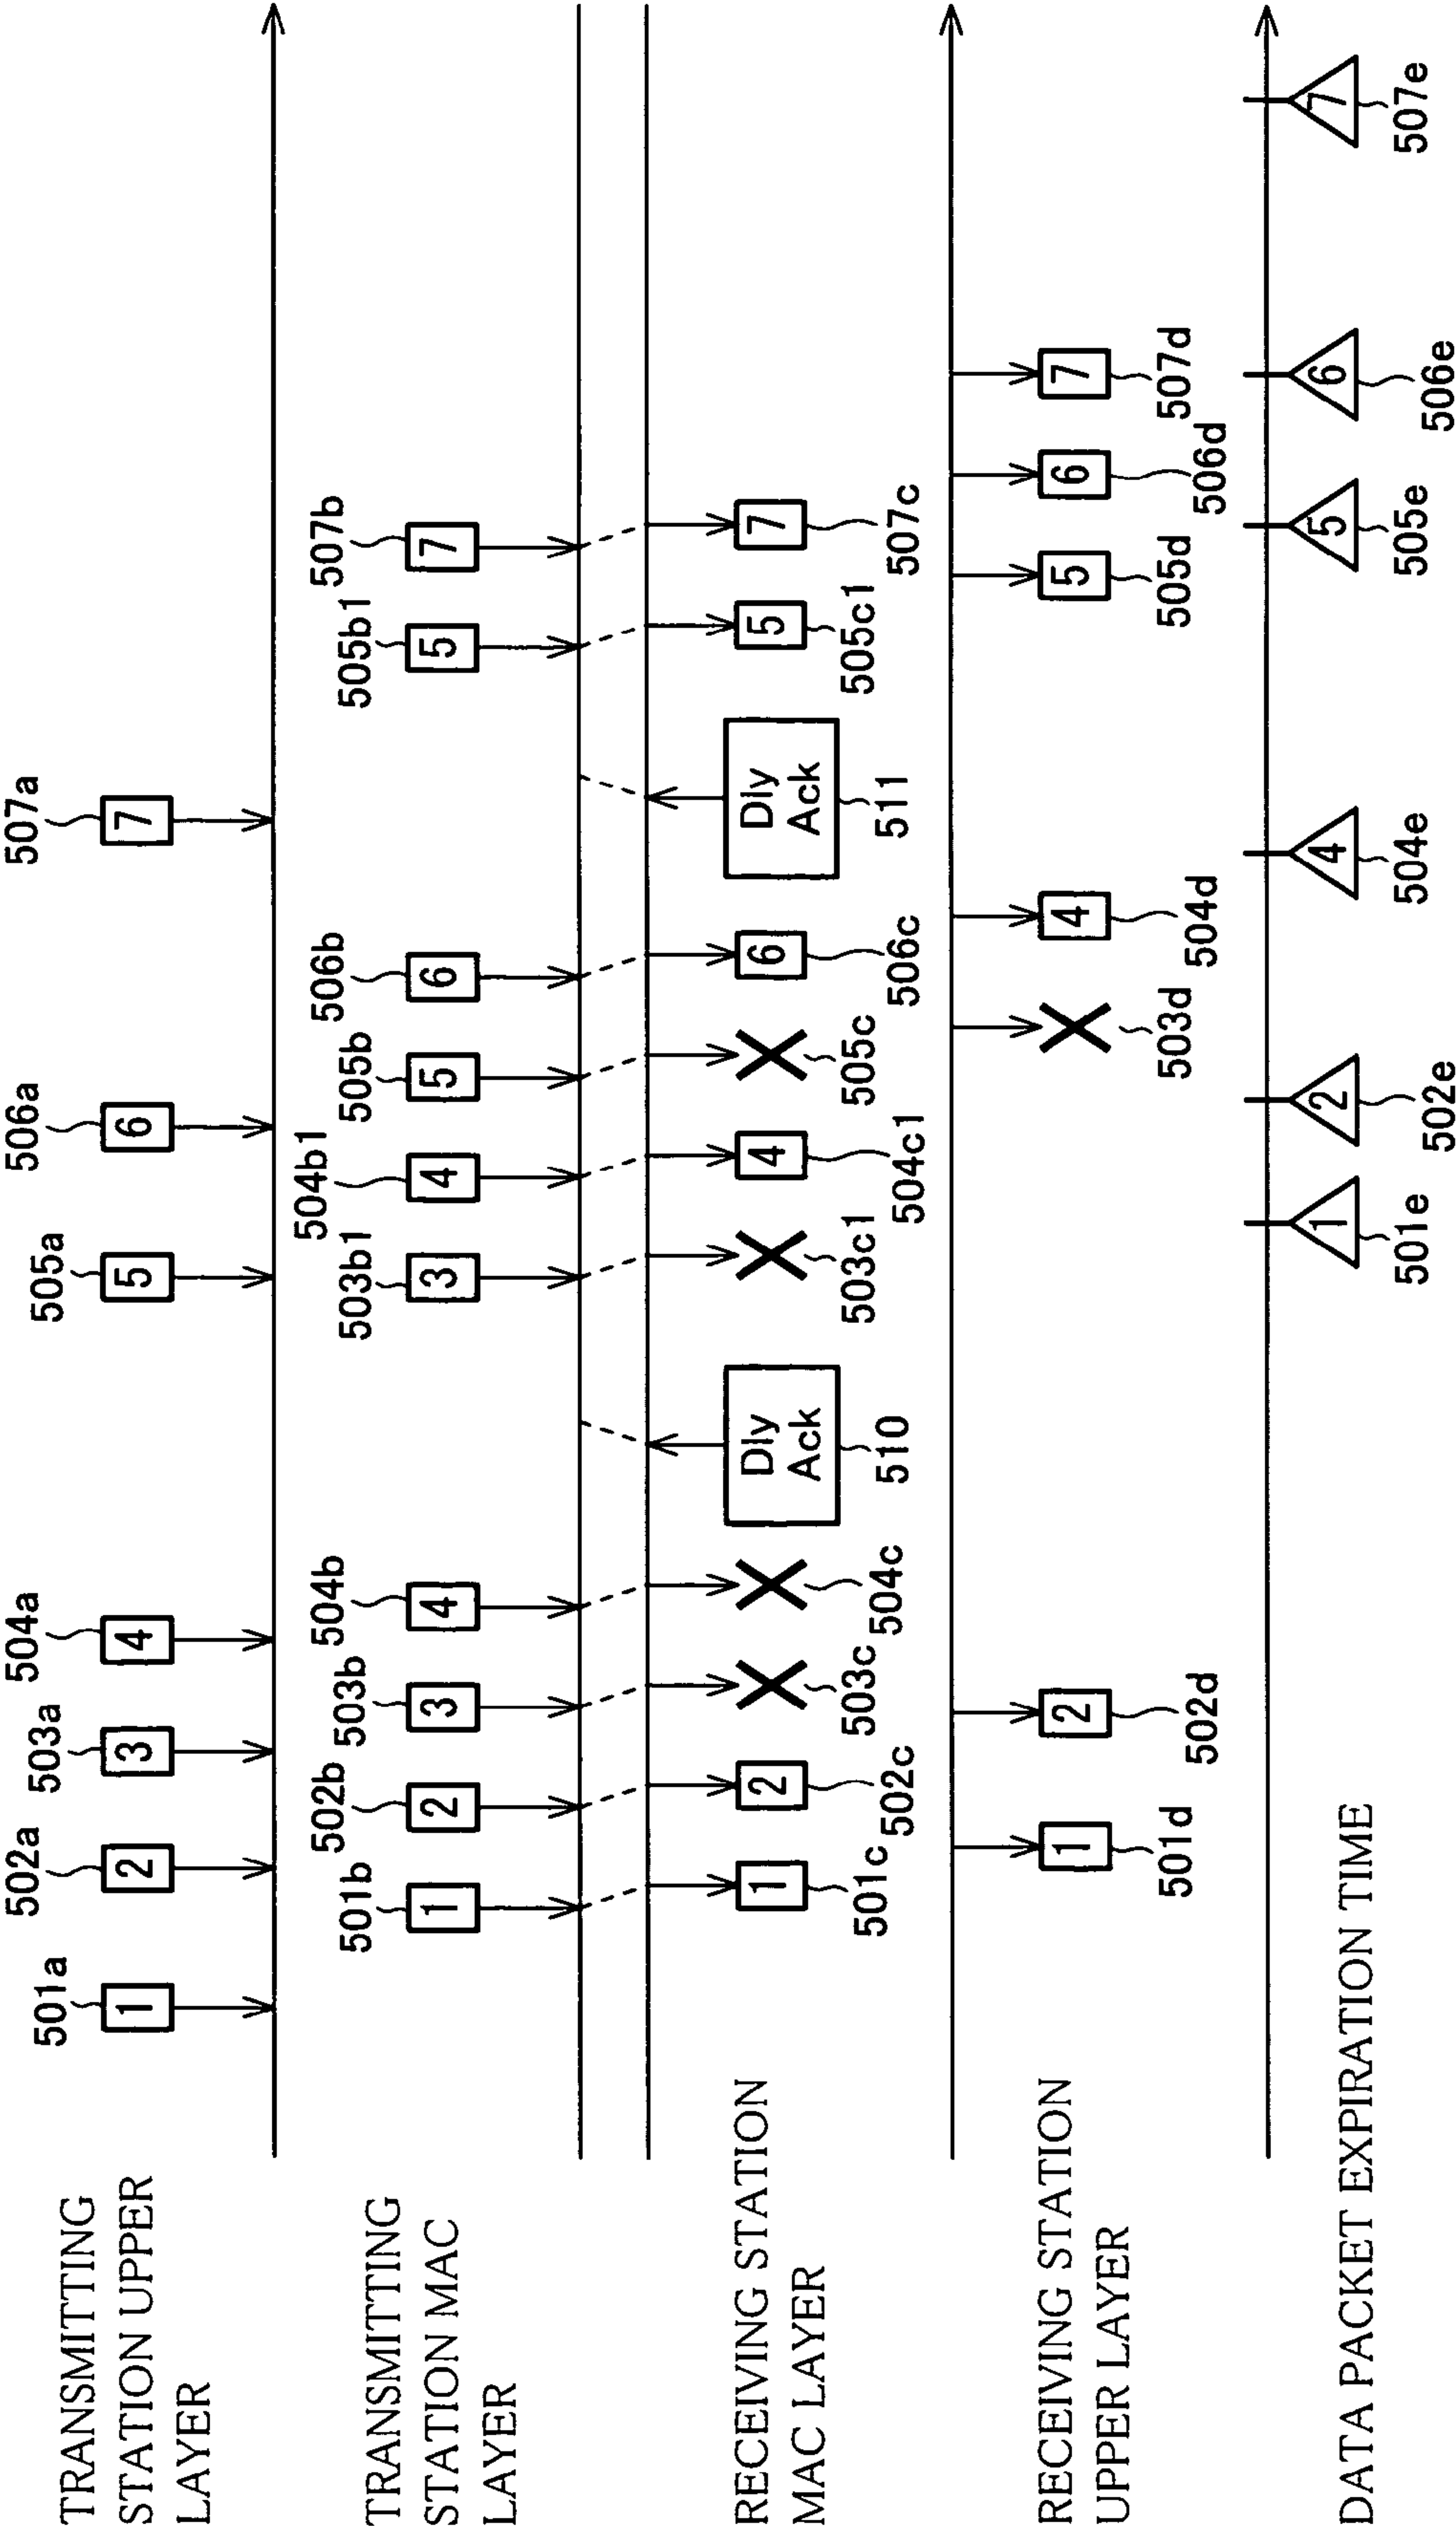 TRANSMITTING
STATION UPPER
LAYER
501a 502a 503a 504a 505a 506a 507a
1 2 3 4 5 6 7
TRANSMITTING
STATION MAC
LAYER
501b 502b 503b 504b 503b1 504b1 505b 506b 505b1 507b
1 2 3 4 3 4 5 6 5 7
RECEIVING STATION
MAC LAYER
1 2 Dly Ack 4 6 Dly Ack 5 7
501c 502c 503c 504c 510 503c1 504c1 505c 506c 511 505c1 507c
RECEIVING STATION
UPPER LAYER
1 2 4 5 6 7
501d 502d 503d 504d 505d 506d 507d
DATA PACKET EXPIRATION TIME
1 2 4 5 6 7
501e 502e 504e 505e 506e 507e